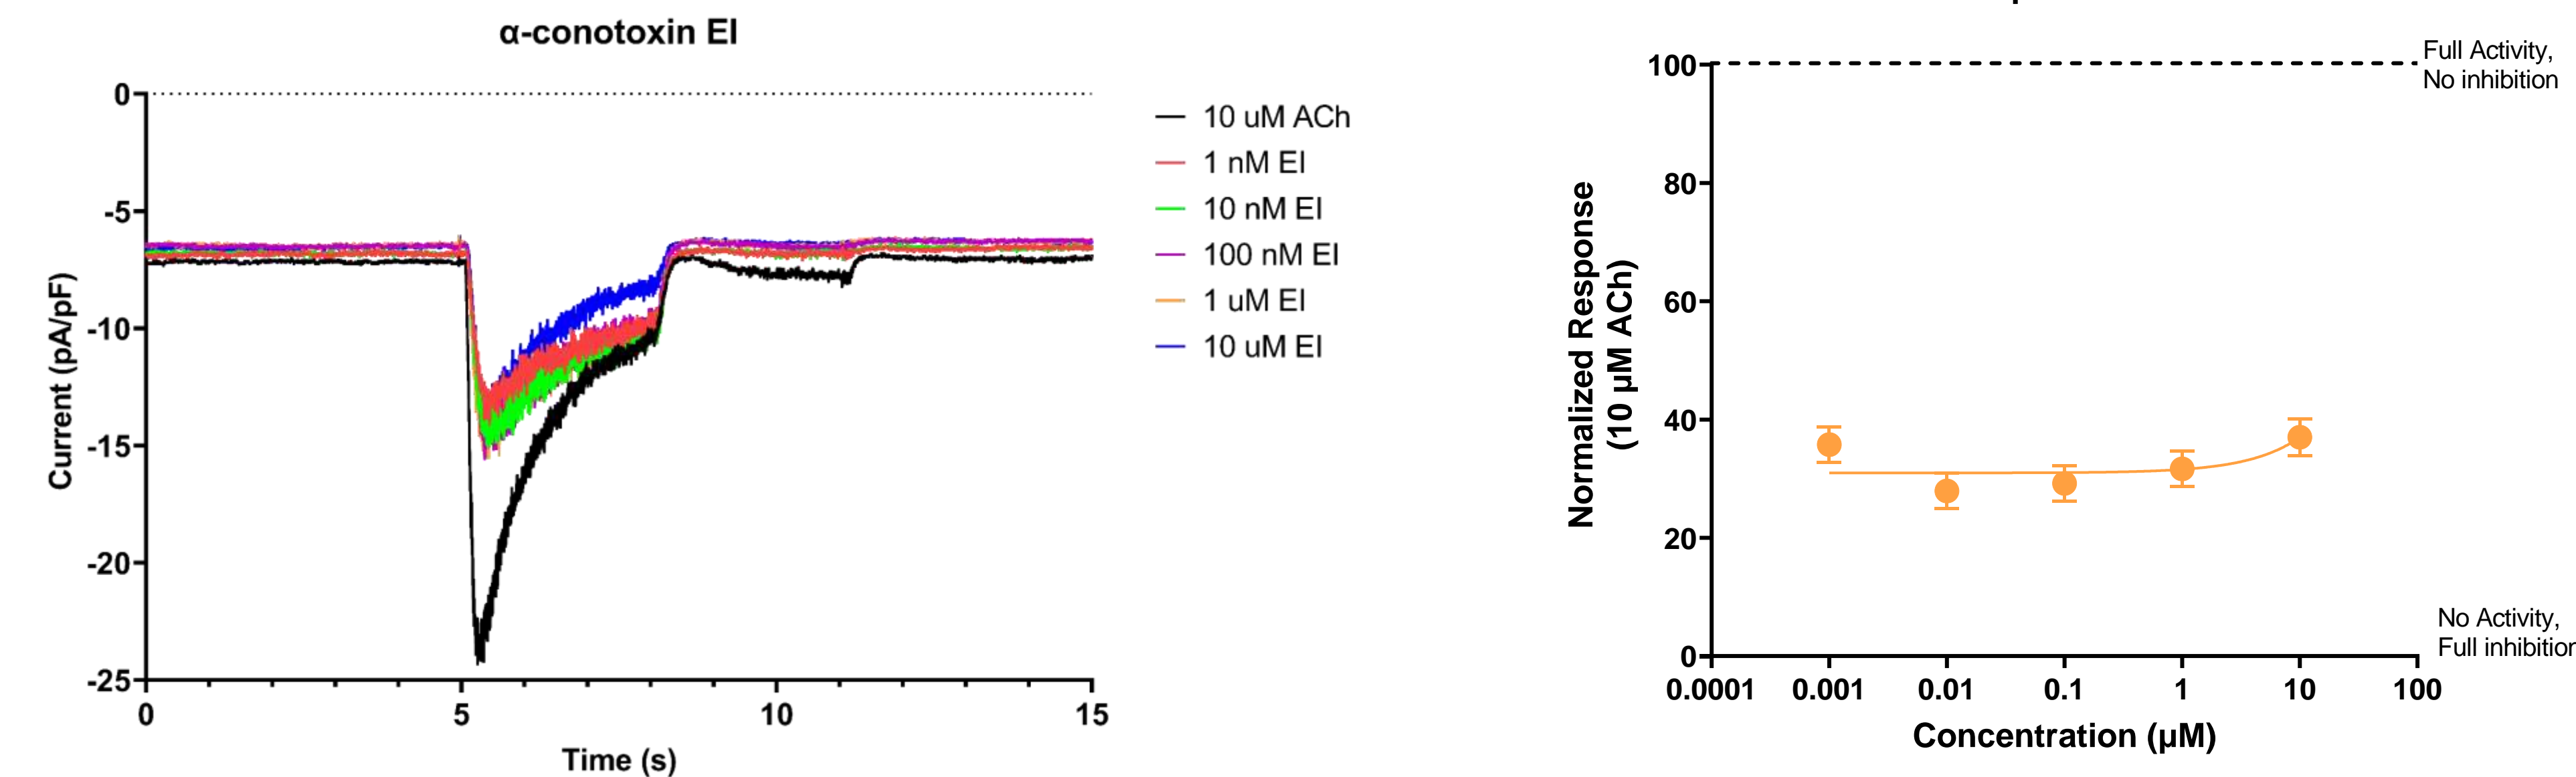 α-conotoxin EI
Current (pA/pF)
0
-5
-10
-15
-20
-25
0
5
10
15
Time (s)
10 uM ACh
1 nM EI
10 nM EI
100 nM EI
1 uM EI
10 uM EI
Normalized Response
(10 µM ACh)
100
80
60
40
20
0
0.0001
0.001
0.01
0.1
1
10
100
Concentration (µM)
Full Activity,
No inhibition
No Activity,
Full inhibition